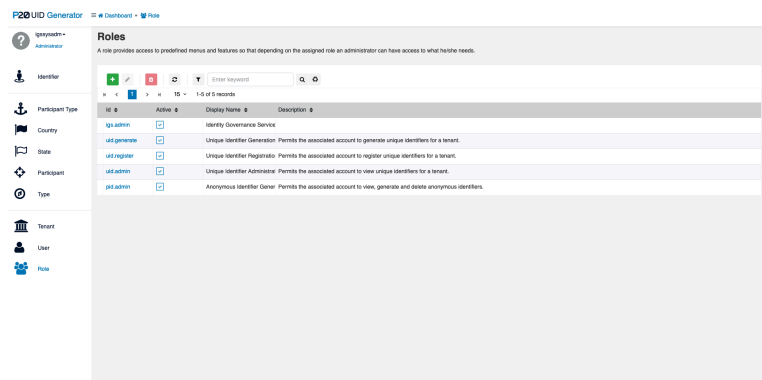 P20 UID Generator
Dashboard
Role
igssysadm
Administrator
Roles
A role provides access to predefined menus and features so that depending on the assigned role an administrator can have access to what he/she needs.
Identifier
Enter keyword
1
15
1-5 of 5 records
Participant Type
Id
Active
Display Name
Description
igs.admin
Identity Governance Service
Country
uid.generate
Unique Identifier Generation
Permits the associated account to generate unique identifiers for a tenant.
State
uid.register
Unique Identifier Registratio
Permits the associated account to register unique identifiers for a tenant.
Participant
uid.admin
Unique Identifier Administrat
Permits the associated account to view unique identifiers for a tenant.
pid.admin
Anonymous Identifier Gener
Permits the associated account to view, generate and delete anonymous identifiers.
Type
Tenant
User
Role